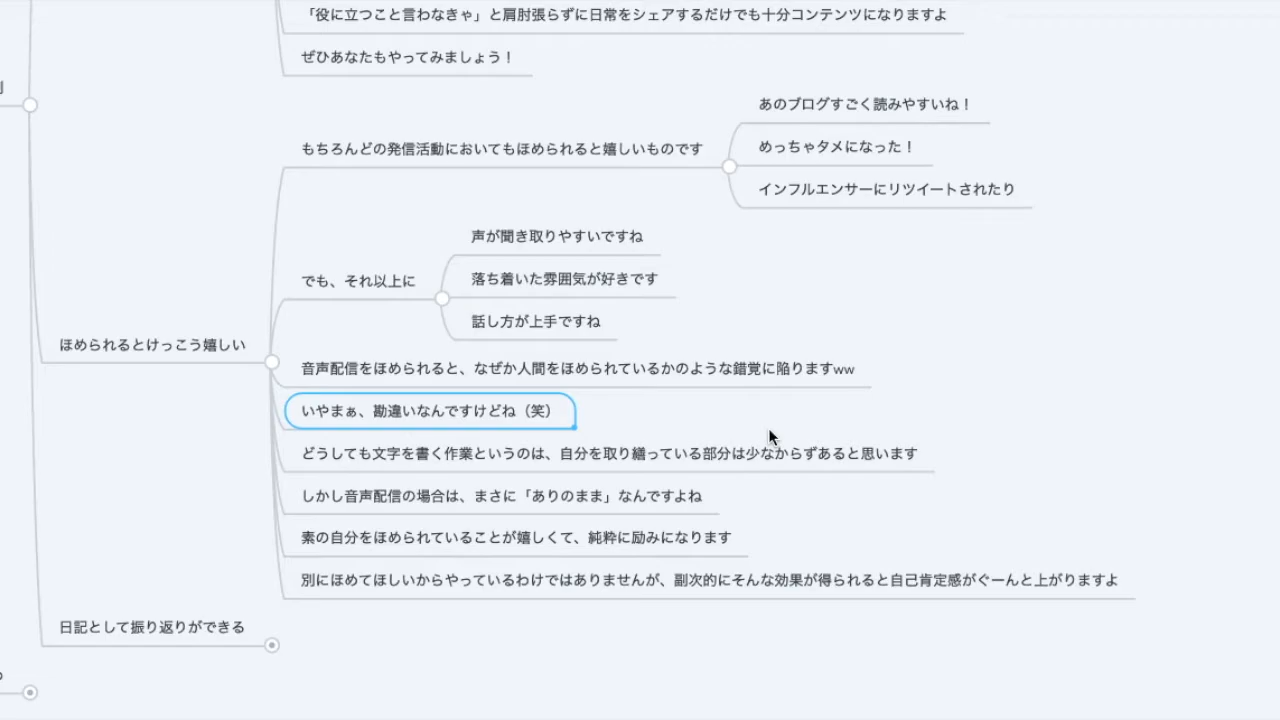 「役に立つこと言わなきゃ」と肩肘張らずに日常をシェアするだけでも十分コンテンツになりますよ
ぜひあなたもやってみましょう！
ほめられるとけっこう嬉しい
もちろんどの発信活動においてもほめられると嬉しいものです
あのブログすごく読みやすいね！
めっちゃタメになった！
インフルエンサーにリツイートされたり
でも、それ以上に
声が聞き取りやすいですね
落ち着いた雰囲気が好きです
話し方が上手ですね
音声配信をほめられると、なぜか人間をほめられているかのような錯覚に陥りますww
いやまぁ、勘違いなんですけどね（笑）
どうしても文字を書く作業というのは、自分を取り繕っている部分は少なからずあると思います
しかし音声配信の場合は、まさに「ありのまま」なんですよね
素の自分をほめられていることが嬉しくて、純粋に励みになります
別にほめてほしいからやっているわけではありませんが、副次的にそんな効果が得られると自己肯定感がぐーんと上がりますよ
日記として振り返りができる